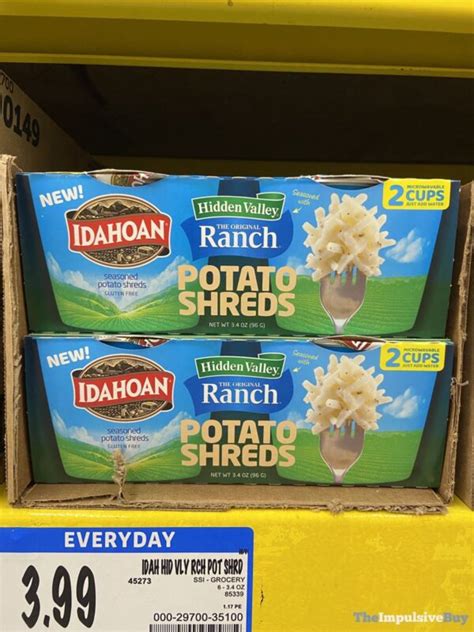 00149
NEW!
IDAHOAN
seasoned
potato shreds
GLUTEN FREE
Hidden Valley
THE ORIGINAL
Ranch
POTATO
SHREDS
NET WT 3.4 OZ (96 G)
Seasoned
with
MICROWAVABLE
2 CUPS
JUST ADD WATER
NEW!
IDAHOAN
seasoned
potato shreds
GLUTEN FREE
Hidden Valley
THE ORIGINAL
Ranch
POTATO
SHREDS
NET WT 3.4 OZ (96 G)
Seasoned
with
MICROWAVABLE
2 CUPS
JUST ADD WATER
EVERYDAY
IDAH HID VLY RCH POT SHRD
45273 SSI - GROCERY
6 - 3.4 OZ
85339
1.17 PE
3.99
000-29700-35100
TheImpulsiveBuy